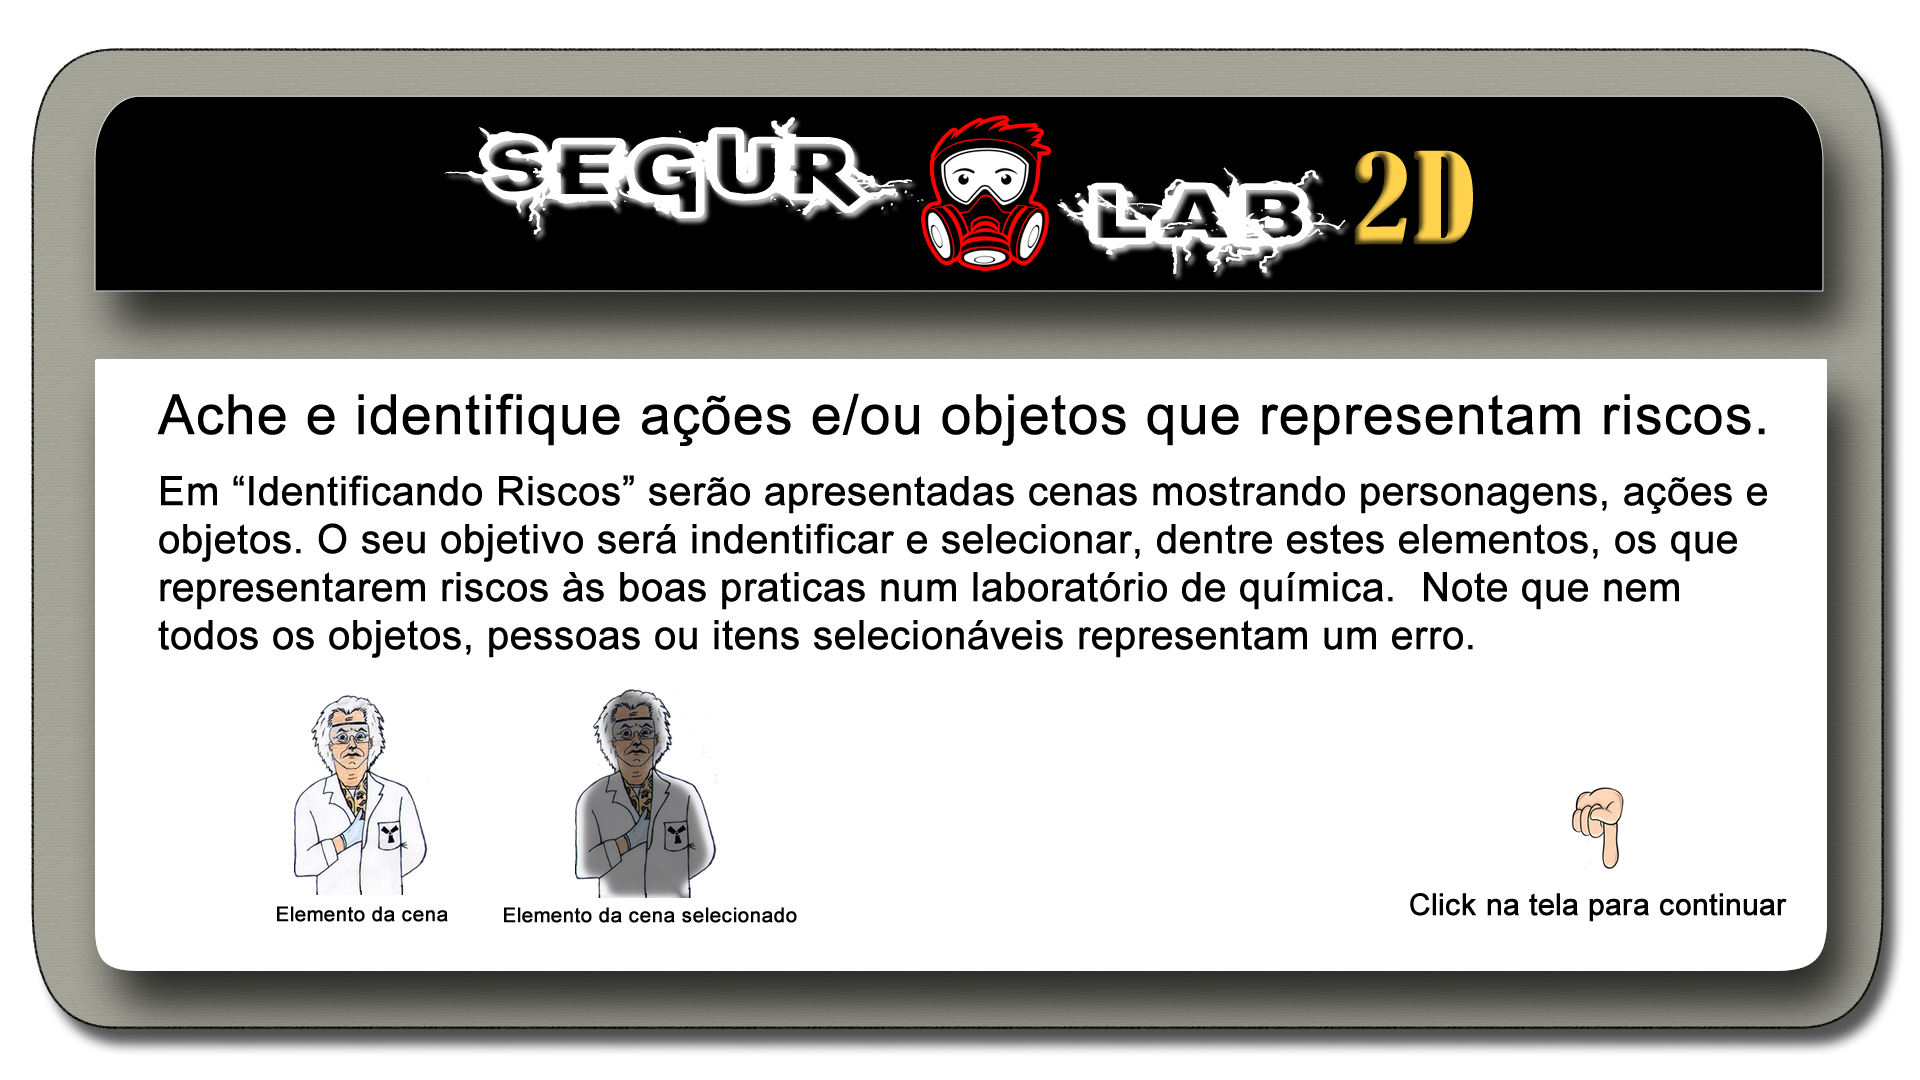 SEGUR LAB 2D
Ache e identifique ações e/ou objetos que representam riscos.
Em “Identificando Riscos” serão apresentadas cenas mostrando personagens, ações e
objetos. O seu objetivo será indentificar e selecionar, dentre estes elementos, os que
representarem riscos às boas praticas num laboratório de química.  Note que nem
todos os objetos, pessoas ou itens selecionáveis representam um erro.
Elemento da cena
Elemento da cena selecionado
Click na tela para continuar